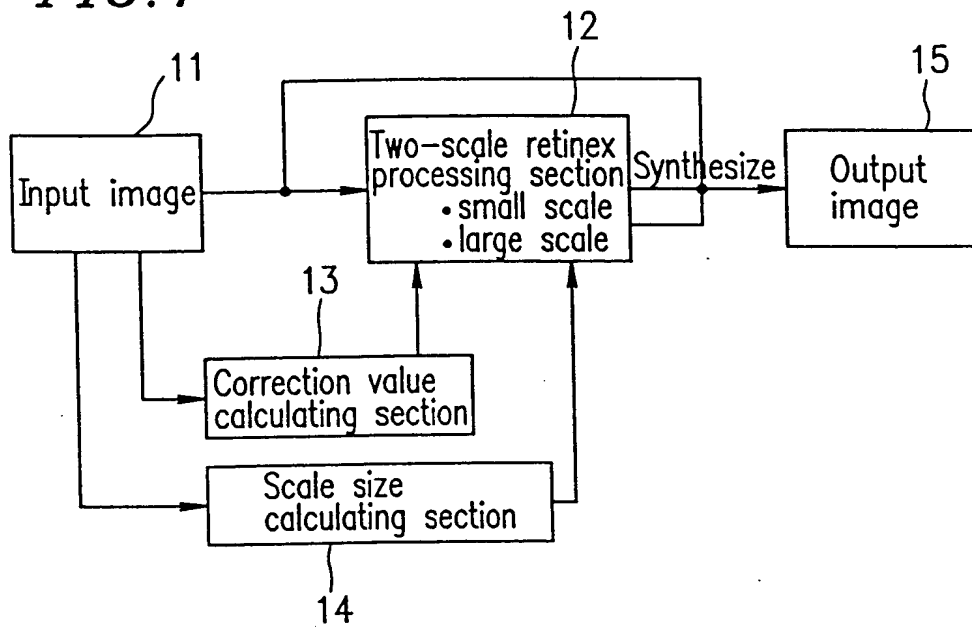 12
11
15
Two-scale retinex
processing section
• small scale
• large scale
Synthesize
Input image
Output
image
13
Correction value
calculating section
Scale size
calculating section
14